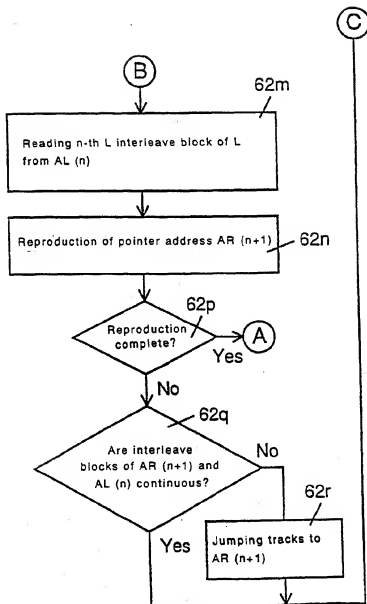 C
B
62m
Reading n-th L interleave block of L
from AL (n)
Reproduction of pointer address AR (n+1)
62n
62p
Reproduction
complete?
Yes
A
No
62q
Are interleave
blocks of AR (n+1) and
AL (n) continuous?
No
62r
Yes
Jumping tracks to
AR (n+1)